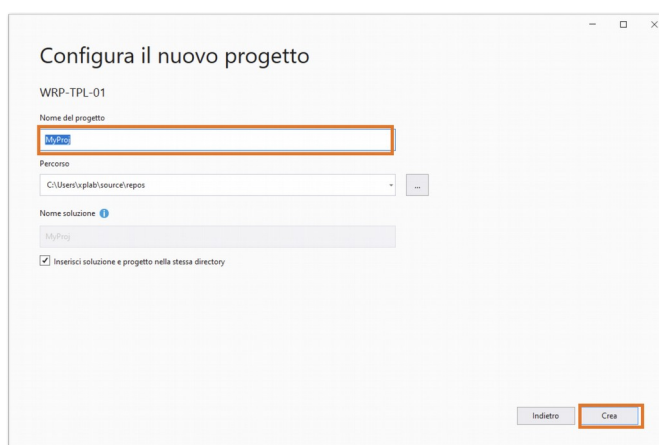 Configura il nuovo progetto
WRP-TPL-01
Nome del progetto
MyProj
Percorso
C:\Users\xplab\source\repos
...
Nome soluzione
MyProj
Inserisci soluzione e progetto nella stessa directory
Indietro
Crea